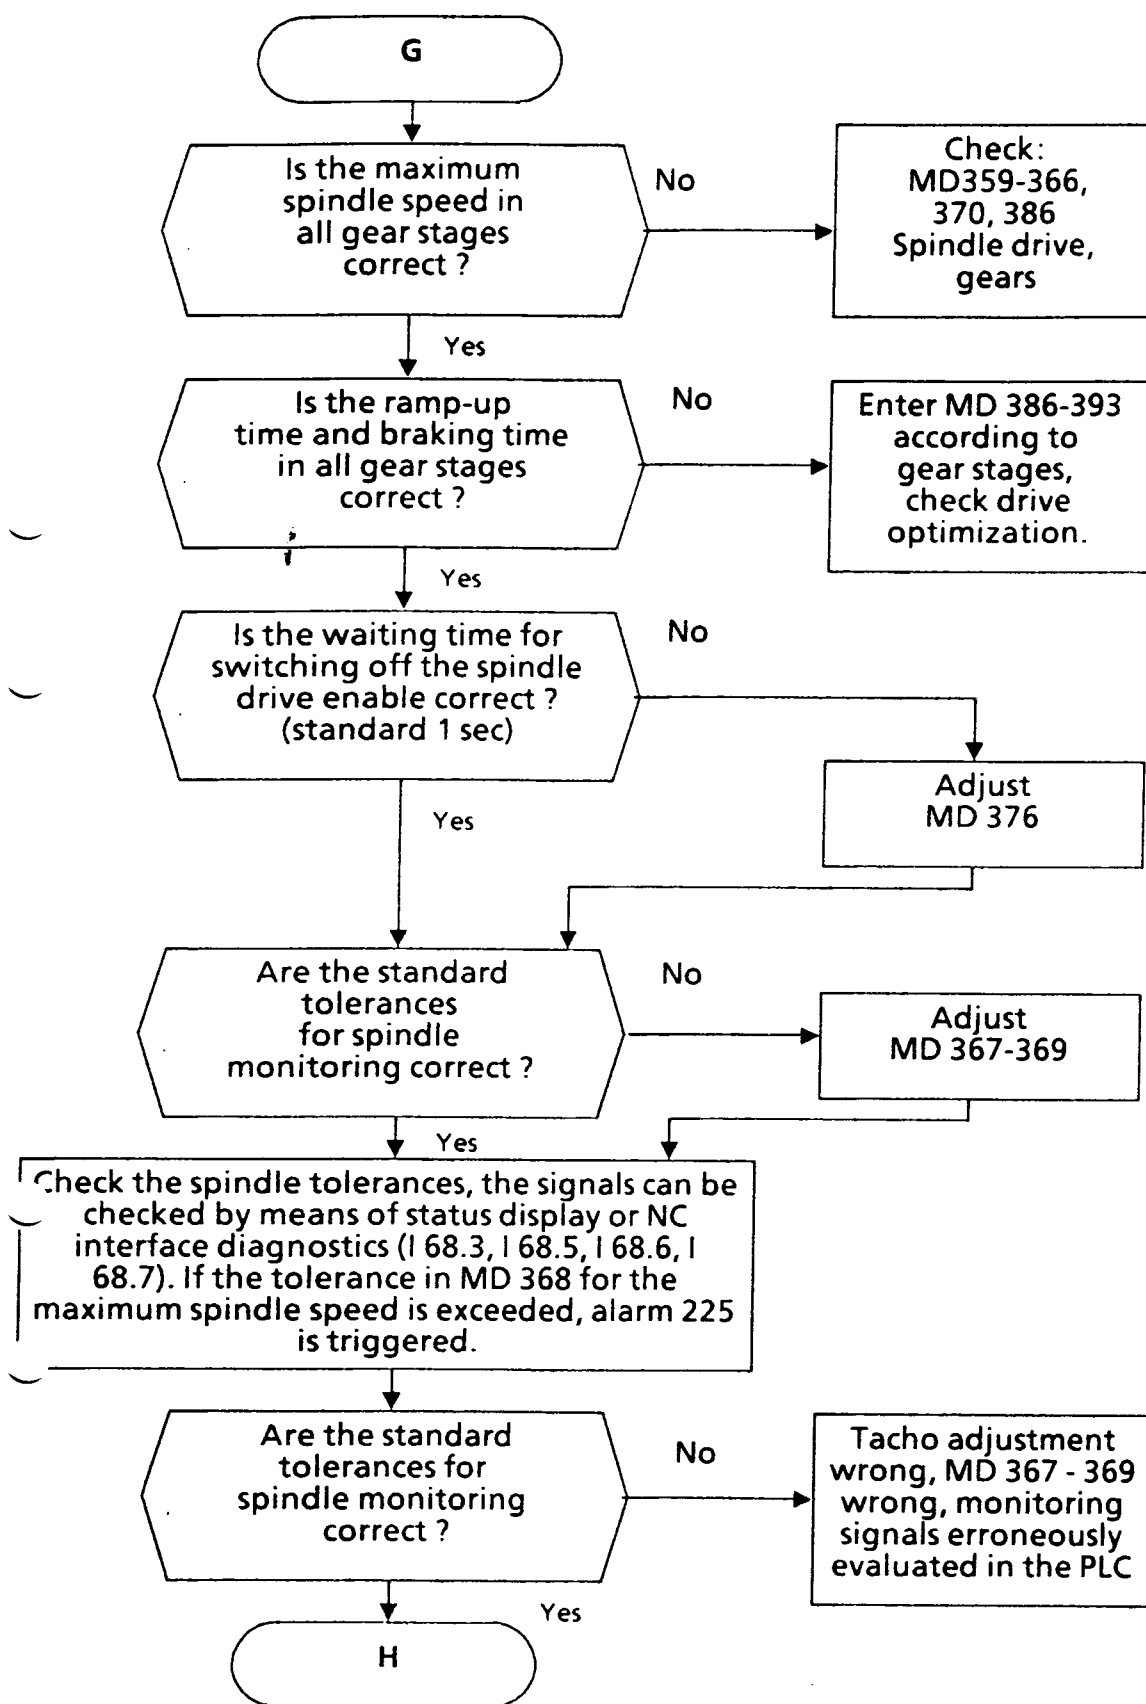 G
Is the maximum
spindle speed in
all gear stages
correct ?
No
Check:
MD359-366,
370, 386
Spindle drive,
gears
Yes
Is the ramp-up
time and braking time
in all gear stages
correct ?
No
Enter MD 386-393
according to
gear stages,
check drive
optimization.
Yes
Is the waiting time for
switching off the spindle
drive enable correct ?
(standard 1 sec)
No
Adjust
MD 376
Yes
Are the standard
tolerances
for spindle
monitoring correct ?
No
Adjust
MD 367-369
Yes
Check the spindle tolerances, the signals can be
checked by means of status display or NC
interface diagnostics (I 68.3, I 68.5, I 68.6, I
68.7). If the tolerance in MD 368 for the
maximum spindle speed is exceeded, alarm 225
is triggered.
Are the standard
tolerances for
spindle monitoring
correct ?
No
Tacho adjustment
wrong, MD 367 - 369
wrong, monitoring
signals erroneously
evaluated in the PLC
Yes
H